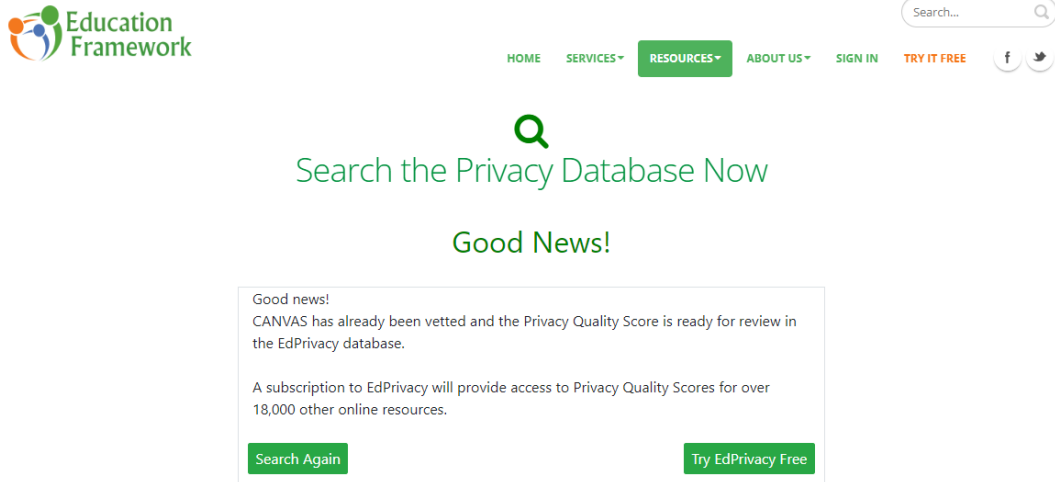 Education
Framework
Search...
HOME SERVICES RESOURCES ABOUT US SIGN IN TRY IT FREE f
Search the Privacy Database Now
Good News!
Good news!
CANVAS has already been vetted and the Privacy Quality Score is ready for review in
the EdPrivacy database.
A subscription to EdPrivacy will provide access to Privacy Quality Scores for over
18,000 other online resources.
Search Again
Try EdPrivacy Free